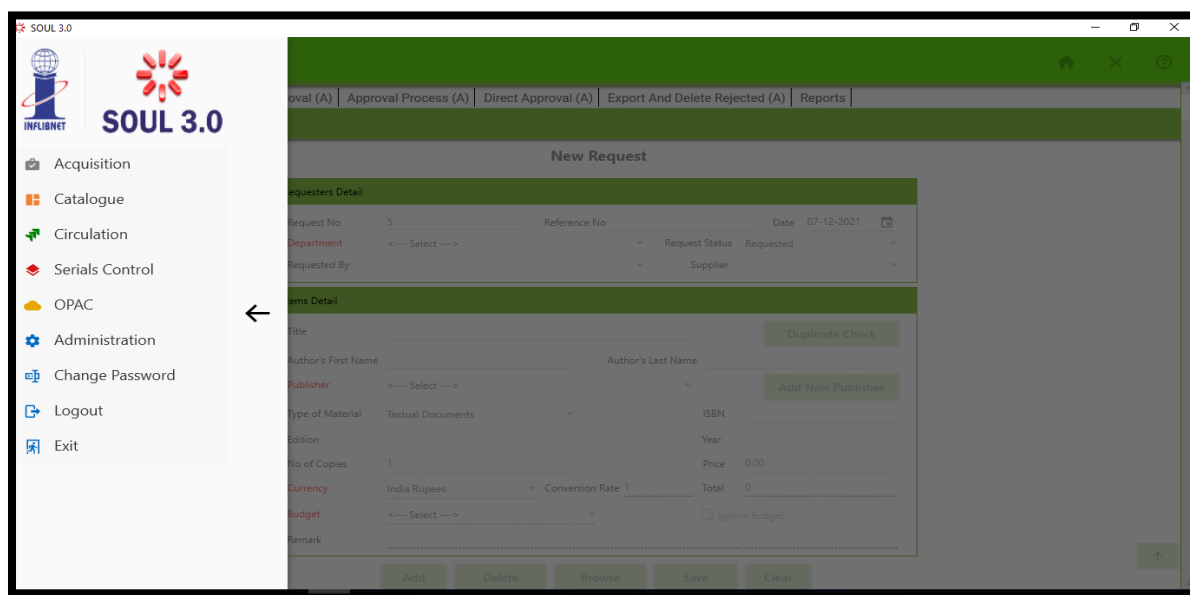 SOUL 3.0
INFLIBNET
SOUL 3.0
Acquisition
Catalogue
Circulation
Serials Control
OPAC
Administration
Change Password
Logout
Exit
oval (A) Approval Process (A) Direct Approval (A) Export And Delete Rejected (A) Reports
New Request
equesters Detail
Request No 5 Reference No Date 07-12-2021
Department <--- Select ---> Request Status Requested
Requested By Supplier
tems Detail
Title Duplicate Check
Author's First Name Author's Last Name
Publisher <--- Select ---> Add New Publisher
Type of Material Textual Documents ISBN
Edition Year
No of Copies 1 Price 0.00
Currency India Rupees Conversion Rate 1 Total 0
Budget <--- Select ---> Ignore Budget
Remark
Add Delete Browse Save Clear